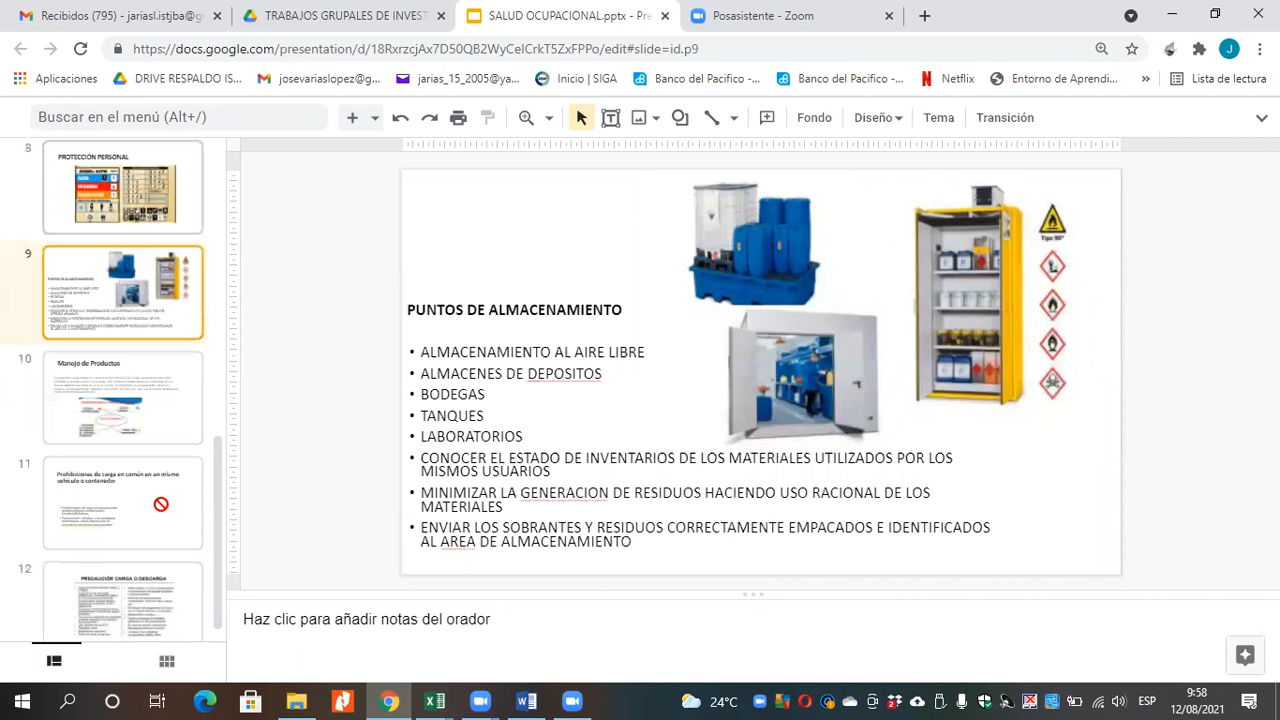 Recibidos (795) - jariasl.istjba@g
TRABAJOS GRUPALES DE INVEST
SALUD OCUPACIONAL.pptx - Pre
Posasistente - Zoom
https://docs.google.com/presentation/d/18RxrzcjAx7D50QB2WyCelCrkT5ZxFPPo/edit#slide=id.p9
J
Aplicaciones
DRIVE RESPALDO IS...
josevariaslopez@g...
jarias_15_2005@ya...
Inicio | SIGA
Banco del Pacifico -...
Banco del Pacifico -...
Netflix
Entorno de Aprendi...
Lista de lectura
Buscar en el menú (Alt+/)
Fondo
Diseño
Tema
Transición
8
PROTECCIÓN PERSONAL
9
10
Manejo de Productos
11
Prohibiciones de carga en común en un mismo
vehículo o contenedor
12
PRECAUCIÓN CARGA O DESCARGA
PUNTOS DE ALMACENAMIENTO
• ALMACENAMIENTO AL AIRE LIBRE
• ALMACENES DE DEPOSITOS
• BODEGAS
• TANQUES
• LABORATORIOS
• CONOCER EL ESTADO DE INVENTARIOS DE LOS MATERIALES UTILIZADOS POR LOS
MISMOS USUARIOS
• MINIMIZAR LA GENERACION DE RESIDUOS HACIENDO USO RACIONAL DE LOS
MATERIALES
• ENVIAR LOS SOBRANTES Y RESIDUOS CORRECTAMENTE EMPACADOS E IDENTIFICADOS
AL AREA DE ALMACENAMIENTO
24°C
ESP
9:58
12/08/2021